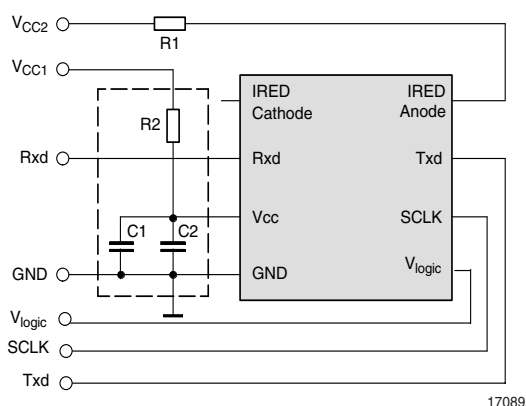 VCC2
R1
VCC1
IRED
Cathode
IRED
Anode
R2
Rxd
Rxd
Txd
Vcc
SCLK
C1
C2
Vlogic
GND
GND
Vlogic
SCLK
Txd
17089